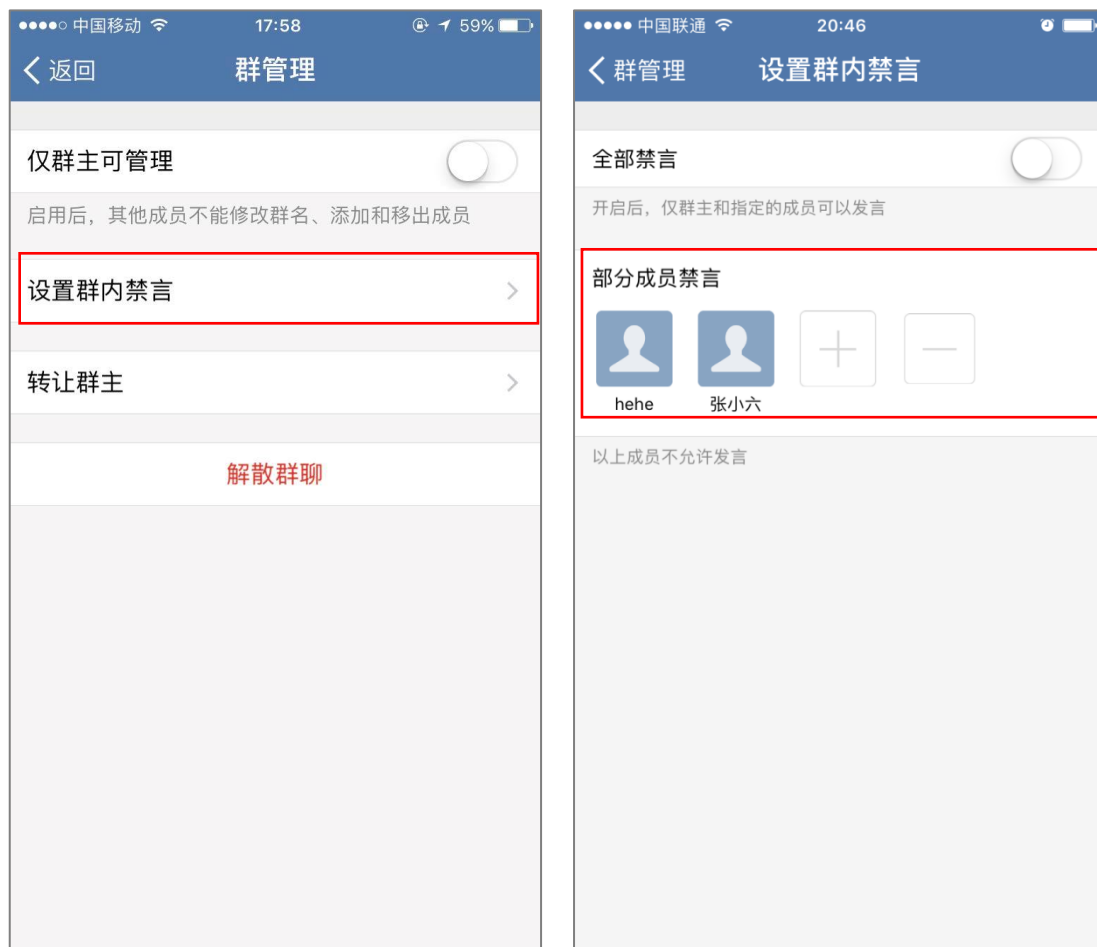 中国移动 17:58 59%
返回 群管理
仅群主可管理
启用后，其他成员不能修改群名、添加和移出成员
设置群内禁言
转让群主
解散群聊
中国联通 20:46
群管理 设置群内禁言
全部禁言
开启后，仅群主和指定的成员可以发言
部分成员禁言
hehe 张小六
以上成员不允许发言